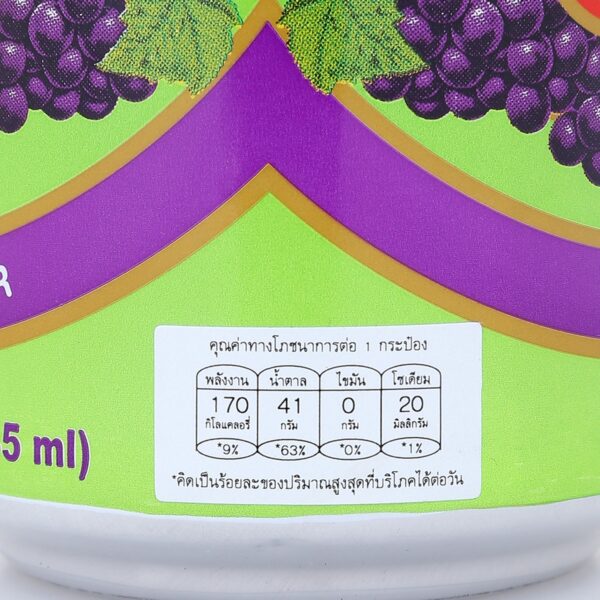 R
5 ml)
คุณค่าทางโภชนาการต่อ 1 กระป๋อง
พลังงาน น้ำตาล ไขมัน โซเดียม
170 41 0 20
กิโลแคลอรี่ กรัม กรัม มิลลิกรัม
*9% *63% *0% *1%
*คิดเป็นร้อยละของปริมาณสูงสุดที่บริโภคได้ต่อวัน